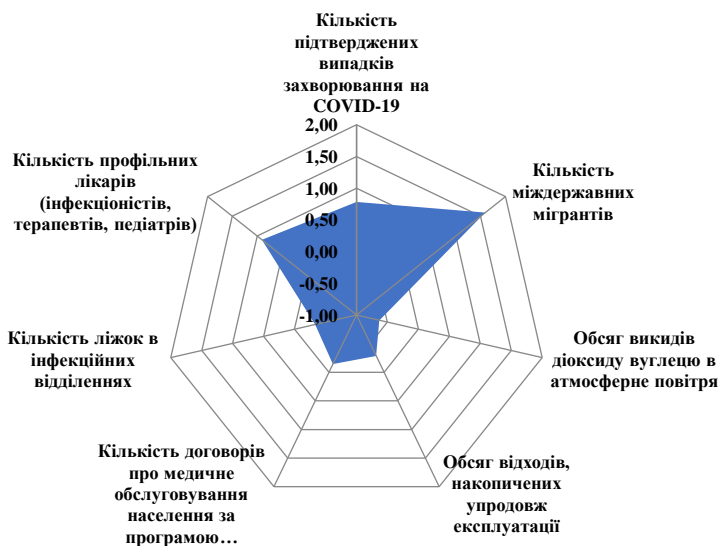 Кількість
підтверджених
випадків
захворювання на
COVID-19
2,00
1,50
1,00
0,50
0,00
-0,50
-1,00
Кількість
міждержавних
мігрантів
Обсяг викидів
діоксиду вуглецю в
атмосферне повітря
Обсяг відходів,
накопичених
упродовж
експлуатації
Кількість договорів
про медичне
обслуговування
населення за
програмою…
Кількість ліжок в
інфекційних
відділеннях
Кількість профільних
лікарів
(інфекціоністів,
терапевтів, педіатрів)